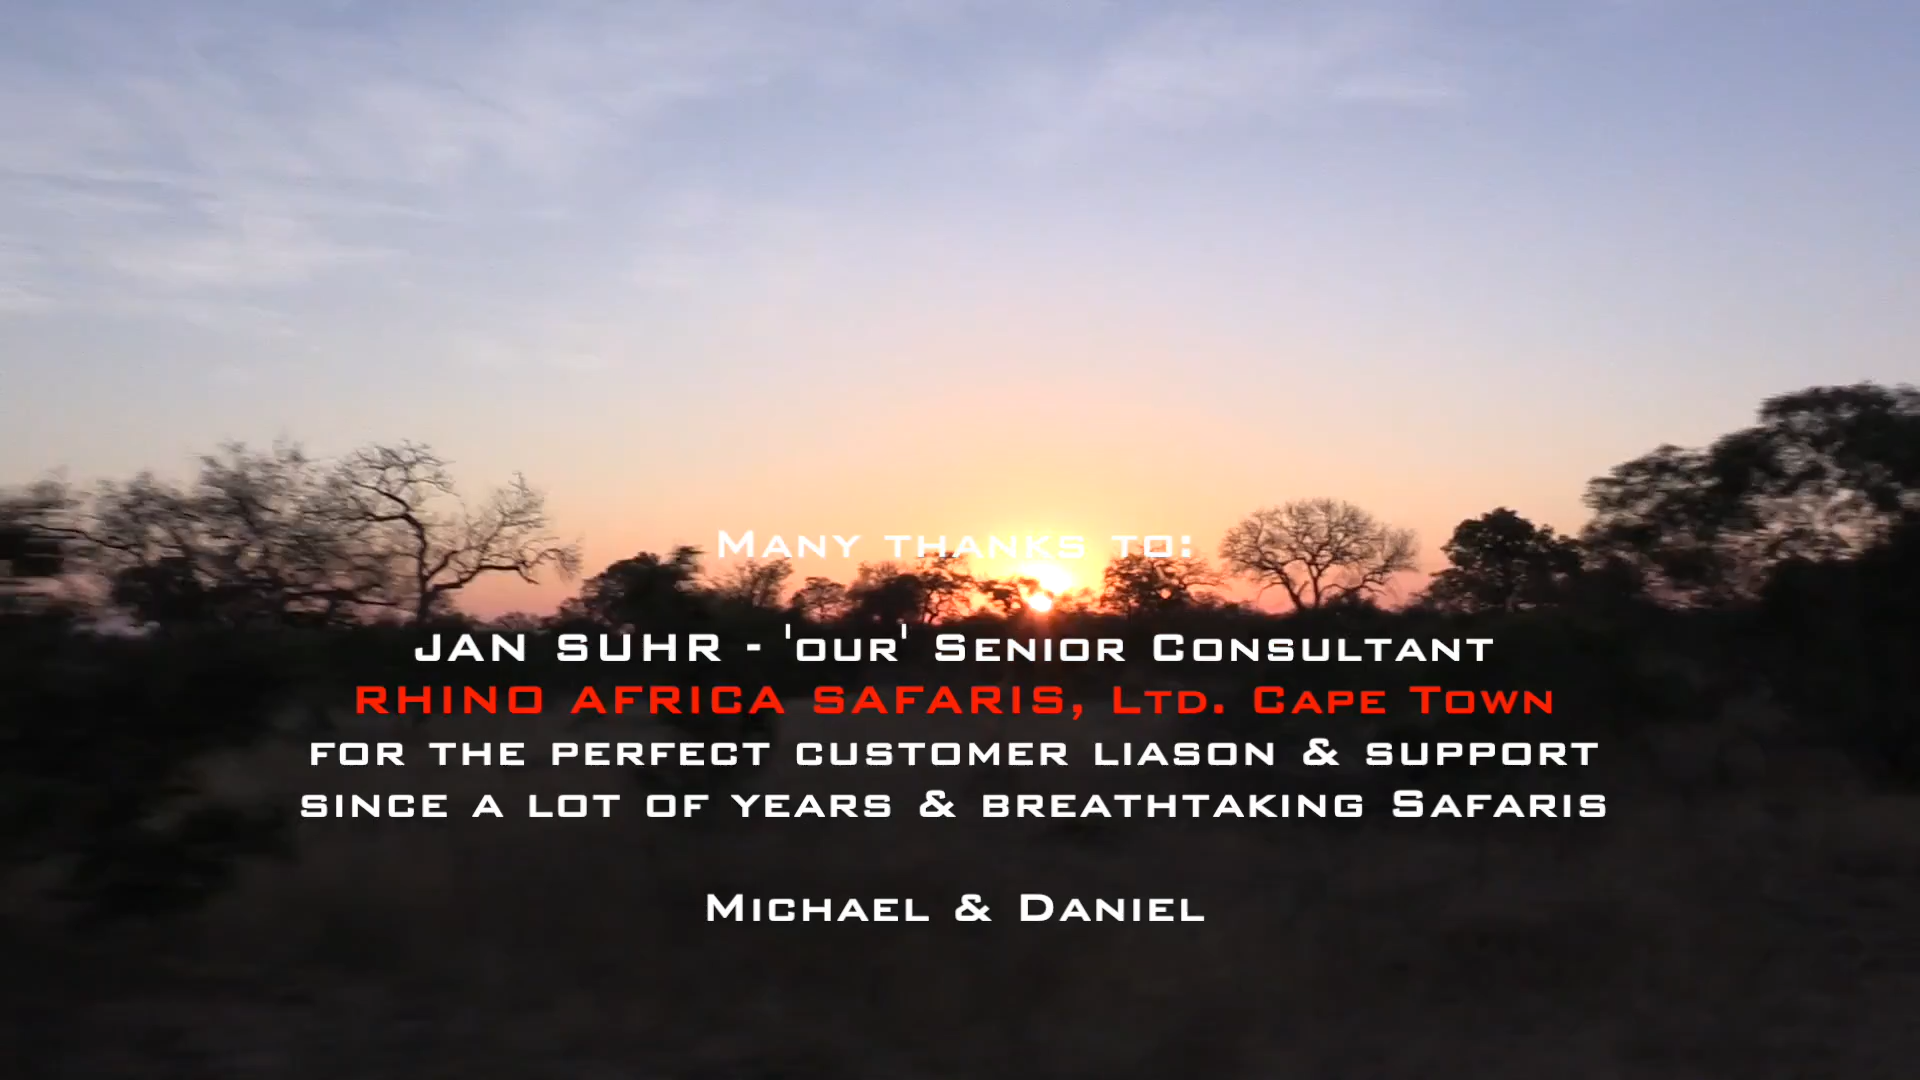 Many thanks to:
JAN SUHR - 'our' Senior Consultant
RHINO AFRICA SAFARIS, Ltd. Cape Town
for the perfect customer liason & support
since a lot of years & breathtaking Safaris
Michael & Daniel